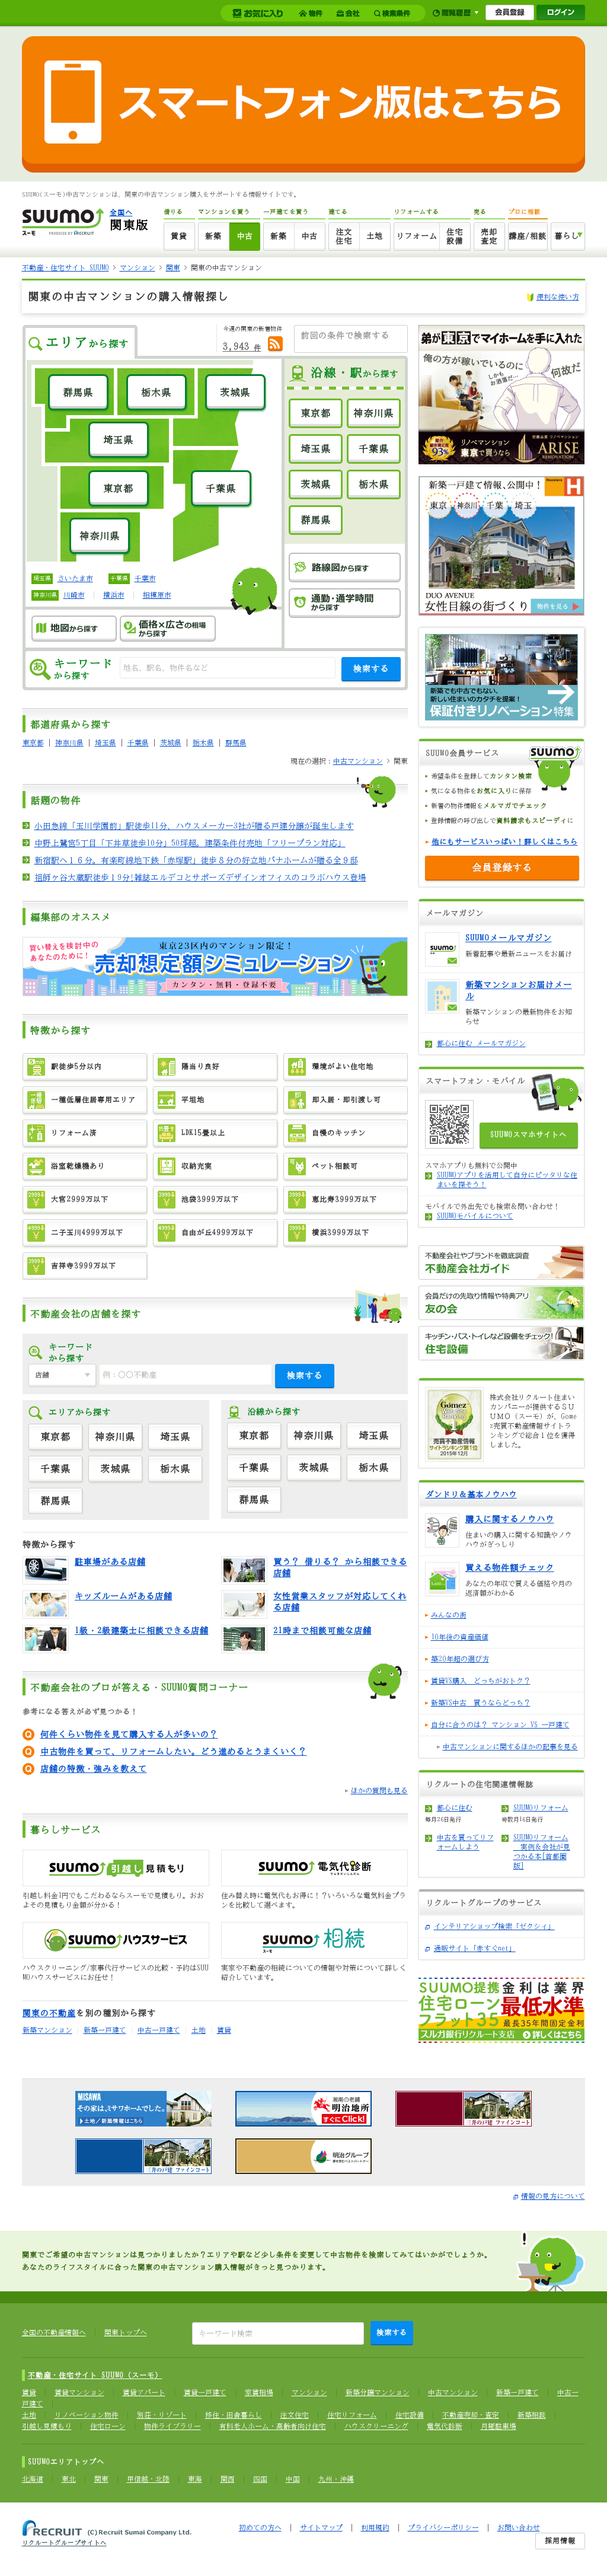 お気に入り 物件 会社 検索条件 閲覧履歴 会員登録 ログイン
スマートフォン版はこちら
SUUMO(スーモ)中古マンションは、関東の中古マンション購入をサポートする情報サイトです。
SUUMO スーモ 全国へ 関東版
借りる マンションを買う 一戸建てを買う 建てる リフォームする 売る プロに相談
賃貸 新築 中古 新築 中古 注文住宅 土地 リフォーム 住宅設備 売却査定 講座/相談 暮らし
不動産・住宅サイト SUUMO > マンション > 関東 > 関東の中古マンション
関東の中古マンションの購入情報探し
便利な使い方
エリアから探す
今週の関東の新着物件
3,943 件
前回の条件で検索する
群馬県 栃木県 茨城県
埼玉県
東京都 千葉県
神奈川県
埼玉県 さいたま市 千葉県 千葉市
神奈川県 川崎市 横浜市 相模原市
地図から探す
価格×広さの相場から探す
沿線・駅から探す
東京都 神奈川県
埼玉県 千葉県
茨城県 栃木県
群馬県
路線図から探す
通勤・通学時間から探す
キーワードから探す
地名、駅名、物件名など
検索する
都道府県から探す
東京都 | 神奈川県 | 埼玉県 | 千葉県 | 茨城県 | 栃木県 | 群馬県
現在の選択：中古マンション > 関東
話題の物件
小田急線「玉川学園前」駅徒歩11分、ハウスメーカー3社が贈る戸建分譲が誕生します
中野上鷺宮5丁目「下井草徒歩10分」50坪超。建築条件付売地「フリープラン対応」
新宿駅へ１６分。有楽町線地下鉄「赤塚駅」徒歩８分の好立地パナホームが贈る全９邸
祖師ヶ谷大蔵駅徒歩19分!雑誌エルデコとサポーズデザインオフィスのコラボハウス登場
編集部のオススメ
買い替えを検討中のあなたのために！
東京23区内のマンション限定！
売却想定額シミュレーション
カンタン・無料・登録不要
特徴から探す
駅徒歩5分以内 陽当り良好 環境がよい住宅地
一種低層住居専用エリア 平坦地 即入居・即引渡し可
リフォーム済 LDK15畳以上 自慢のキッチン
浴室乾燥機あり 収納充実 ペット相談可
大宮2999万以下 池袋3999万以下 恵比寿3999万以下
二子玉川4999万以下 自由が丘4999万以下 横浜3999万以下
吉祥寺3999万以下
不動産会社の店舗を探す
キーワードから探す
店舗 例：〇〇不動産 検索する
エリアから探す
東京都 神奈川県 埼玉県
千葉県 茨城県 栃木県
群馬県
沿線から探す
東京都 神奈川県 埼玉県
千葉県 茨城県 栃木県
群馬県
特徴から探す
駐車場がある店舗
買う？ 借りる？ から相談できる店舗
キッズルームがある店舗
女性営業スタッフが対応してくれる店舗
1級・2級建築士に相談できる店舗
21時まで相談可能な店舗
不動産会社のプロが答える・SUUMO質問コーナー
参考になる答えが必ず見つかる！
何件くらい物件を見て購入する人が多いの？
中古物件を買って、リフォームしたい。どう進めるとうまくいく？
店舗の特徴・強みを教えて
ほかの質問も見る
暮らしサービス
SUUMO引越し見積もり
引越し料金1円でもこだわるならスーモで見積もり。おおよその見積もり金額が分かる！
SUUMO電気代診断
住み替え時に電気代もお得に！？いろいろな電気料金プランを比較して選べます。
SUUMOハウスサービス
ハウスクリーニング/家事代行サービスの比較・予約はSUUMOハウスサービスにお任せ！
suumo相続
実家や不動産の相続についての情報や対策について詳しく紹介しています。
関東の不動産を別の種別から探す
新築マンション 新築一戸建て 中古一戸建て 土地 賃貸
弟が東京でマイホームを手に入れた
俺の方が稼いでいるのに しかもお洒落だ… 何故だ
93% リノベマンション 東京で買うなら ARISE RENOVATION
新築一戸建て情報、公開中！
東京 神奈川 千葉 埼玉
DUO AVENUE 女性目線の街づくり 物件を見る
新築でも中古でもない、新しい住まいのカタチを提案！
保証付きリノベーション特集
SUUMO会員サービス
希望条件を登録してカンタン検索
気になる物件をお気に入りに保存
新着の物件情報をメルマガでチェック
登録情報の呼び出しで資料請求もスピーディに
他にもサービスいっぱい！詳しくはこちら
会員登録する
メールマガジン
SUUMOメールマガジン
新着記事や最新ニュースをお届け
新築マンションお届けメール
新築マンションの最新物件をお知らせ
都心に住む メールマガジン
スマートフォン・モバイル
SUUMOスマホサイトへ
スマホアプリも無料で公開中
SUUMOアプリを活用して自分にピッタリな住まいを探そう！
モバイルで外出先でも検索＆問い合わせ！
SUUMOモバイルについて
不動産会社やブランドを徹底調査
不動産会社ガイド
会員だけの先取り情報や特典アリ
友の会
キッチン・バス・トイレなど設備をチェック!
住宅設備
Gomez 売買不動産情報 サイトランキング第1位 2015年12月
株式会社リクルート住まいカンパニーが提供するＳＵＵＭＯ（スーモ）が、Gomez売買不動産情報サイトランキングで総合１位を獲得しました。
ダンドリ＆基本ノウハウ
購入に関するノウハウ
住まいの購入に関する知識やノウハウがぎっしり
買える物件額チェック
あなたの年収で買える価格や月の返済額がわかる
みんなの街
10年後の資産価値
築20年超の選び方
賃貸VS購入 どっちがおトク？
新築VS中古 買うならどっち？
自分に合うのは？ マンション VS 一戸建て
中古マンションに関するほかの記事を見る
リクルートの住宅関連情報誌
都心に住む 毎月26日発行
SUUMOリフォーム 奇数月16日発行
中古を買ってリフォームしよう
SUUMOリフォーム 実例＆会社が見つかる本[首都圏版]
リクルートグループのサービス
インテリアショップ検索「ゼクシィ」
通販サイト「赤すぐnet」
SUUMO提携 住宅ローン フラット35 金利は業界最低水準
最長35年間固定金利
スルガ銀行リクルート支店 詳しくはこちら
MISAWA その家は、ミサワホームでした。 土地／新築情報はこちら
湘南の老舗 明治地所 すぐにClick!
三井の戸建 ファインコート
三井の戸建 ファインコート
明治グループ
情報の見方について
関東でご希望の中古マンションは見つかりましたか？エリアや駅など少し条件を変更して中古物件を検索してみてはいかがでしょうか。
あなたのライフスタイルに合った関東の中古マンション購入情報がきっと見つかります。
全国の不動産情報へ 関東トップへ キーワード検索 検索する
不動産・住宅サイト SUUMO（スーモ）
賃貸 賃貸マンション 賃貸アパート 賃貸一戸建て 家賃相場 マンション 新築分譲マンション 中古マンション 新築一戸建て 中古一戸建て
土地 リノベーション物件 別荘・リゾート 移住・田舎暮らし 注文住宅 住宅リフォーム 住宅設備 不動産売却・査定 新築相談
引越し見積もり 住宅ローン 物件ライブラリー 有料老人ホーム・高齢者向け住宅 ハウスクリーニング 電気代診断 月極駐車場
SUUMOエリアトップへ
北海道 東北 関東 甲信越・北陸 東海 関西 四国 中国 九州・沖縄
RECRUIT (C) Recruit Sumai Company Ltd.
リクルートグループサイトへ
初めての方へ | サイトマップ | 利用規約 | プライバシーポリシー | お問い合わせ
採用情報